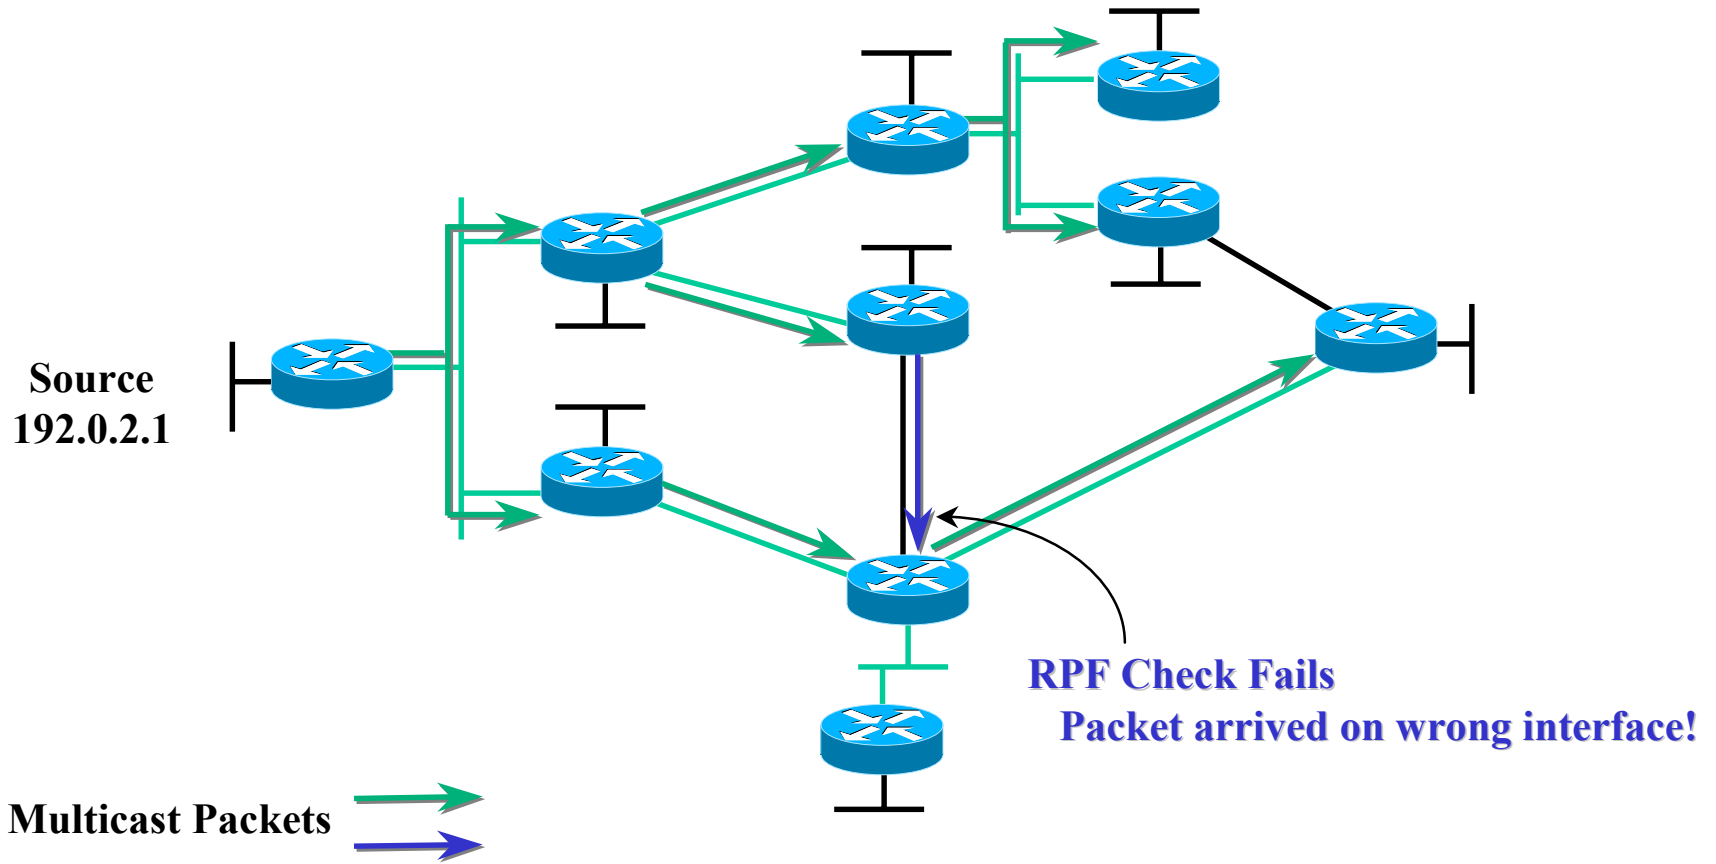 Source
192.0.2.1
RPF Check Fails
Packet arrived on wrong interface!
Multicast Packets